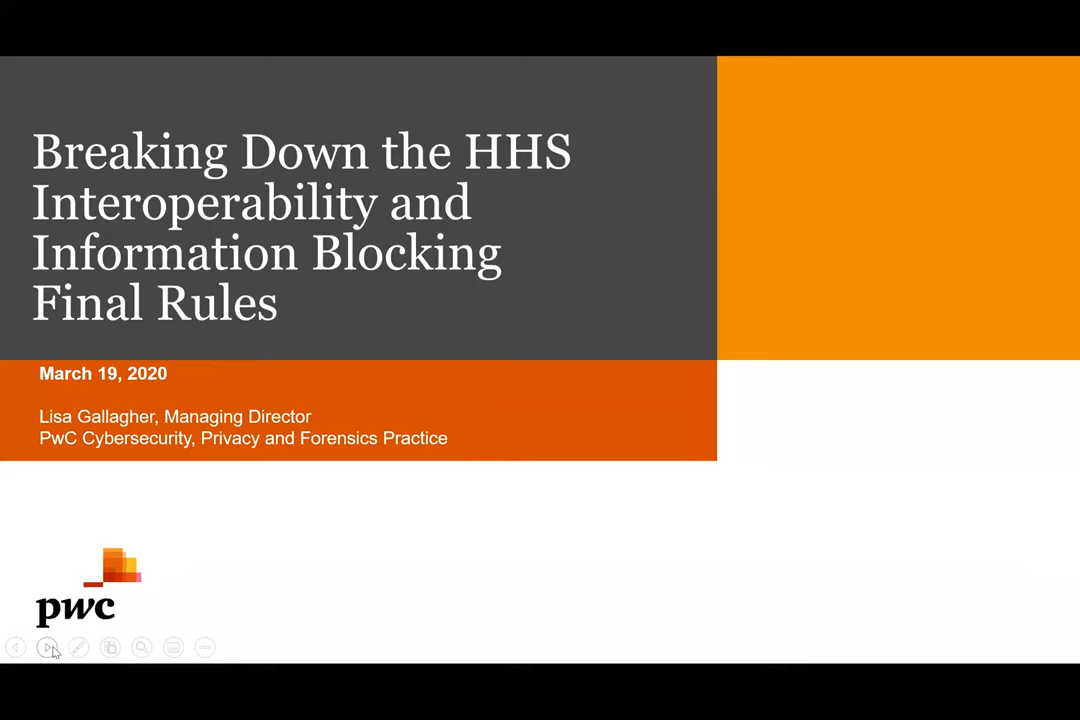 Breaking Down the HHS
Interoperability and
Information Blocking
Final Rules
March 19, 2020
Lisa Gallagher, Managing Director
PwC Cybersecurity, Privacy and Forensics Practice
pwc